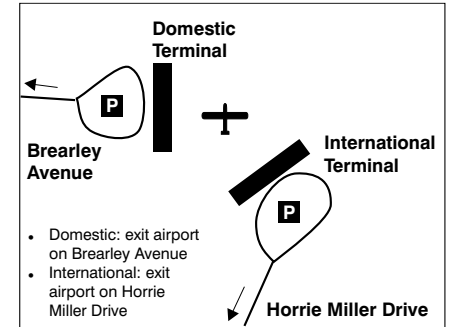 Domestic
Terminal
P
Brearley
Avenue
International
Terminal
P
• Domestic: exit airport
on Brearley Avenue
• International: exit
airport on Horrie
Miller Drive
Horrie Miller Drive